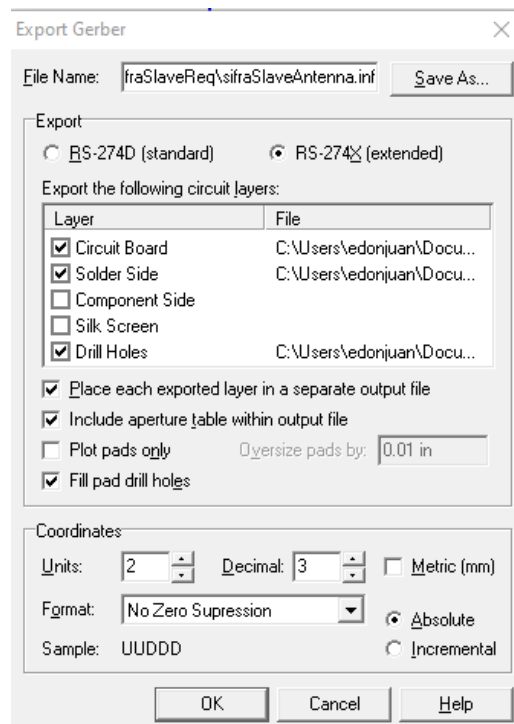 Export Gerber
File Name: fraSlaveReq\sifraSlaveAntenna.inf Save As...
Export
RS-274D (standard) RS-274X (extended)
Export the following circuit layers:
Layer File
Circuit Board C:\Users\edonjuan\Docu...
Solder Side C:\Users\edonjuan\Docu...
Component Side
Silk Screen
Drill Holes C:\Users\edonjuan\Docu...
Place each exported layer in a separate output file
Include aperture table within output file
Plot pads only Oversize pads by: 0.01 in
Fill pad drill holes
Coordinates
Units: 2 Decimal: 3 Metric (mm)
Format: No Zero Supression Absolute
Sample: UUDDD Incremental
OK Cancel Help